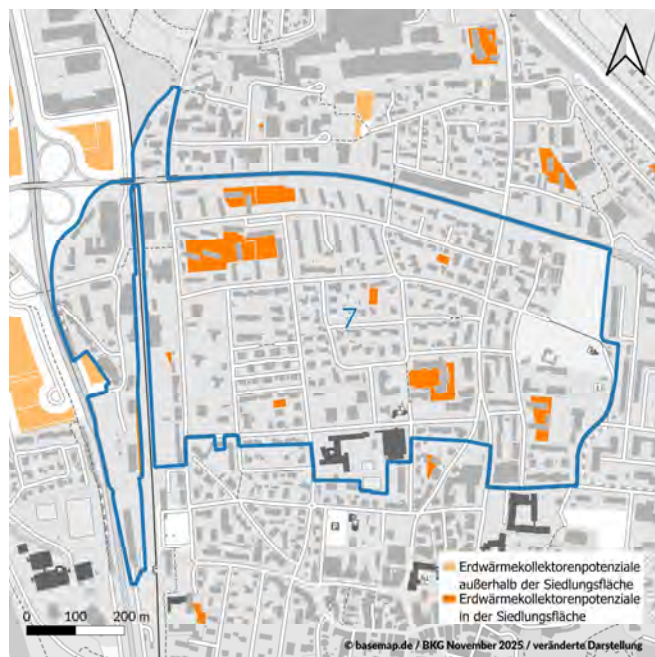 7
Erdwärmekollektorenpotenziale
außerhalb der Siedlungsfläche
Erdwärmekollektorenpotenziale
in der Siedlungsfläche
0 100 200 m
© basemap.de / BKG November 2025 / veränderte Darstellung